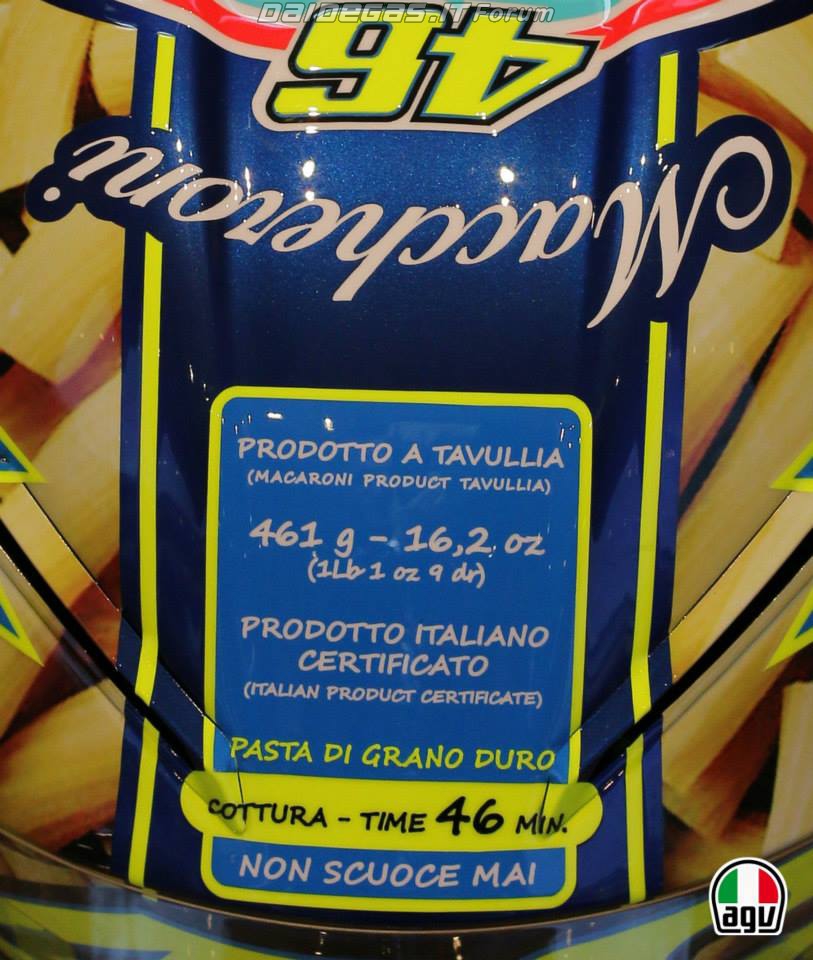 DAIDEGAS.IT Forum
46
Maccheroni
PRODOTTO A TAVULLIA
(MACARONI PRODUCT TAVULLIA)
461 g - 16,2 oz
(1Lb 1 oz 9 dr)
PRODOTTO ITALIANO
CERTIFICATO
(ITALIAN PRODUCT CERTIFICATE)
PASTA DI GRANO DURO
COTTURA - TIME 46 MIN.
NON SCUOCE MAI
agv